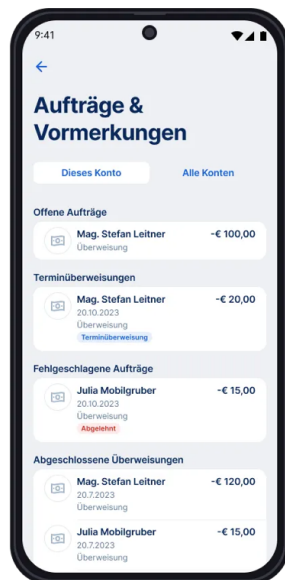 9:41
Aufträge &
Vormerkungen
Dieses Konto Alle Konten
Offene Aufträge
Mag. Stefan Leitner -€ 100,00
Überweisung
Terminüberweisungen
Mag. Stefan Leitner -€ 20,00
20.10.2023
Überweisung
Terminüberweisung
Fehlgeschlagene Aufträge
Julia Mobilgruber -€ 15,00
20.10.2023
Überweisung
Abgelehnt
Abgeschlossene Überweisungen
Mag. Stefan Leitner -€ 120,00
20.7.2023
Überweisung
Julia Mobilgruber -€ 15,00
20.7.2023
Überweisung